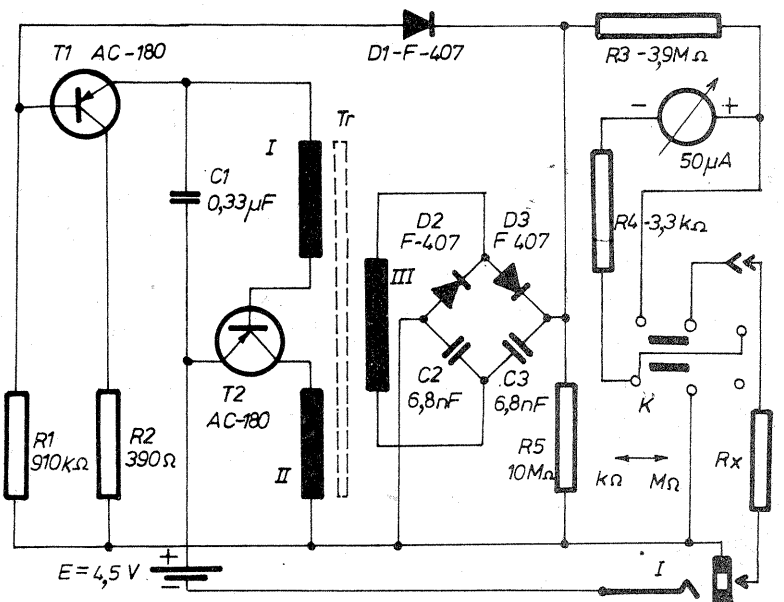 T1 AC-180
D1-F-407
R3-3,9MΩ
- +
50μA
Tr
I
C1
0,33μF
R4-3,3kΩ
D2
F-407
D3
F 407
III
T2
AC-180
C2
6,8nF
C3
6,8nF
K
R1
910kΩ
R2
390Ω
II
R5
10MΩ
kΩ MΩ
Rx
+
E=4,5 V
-
I